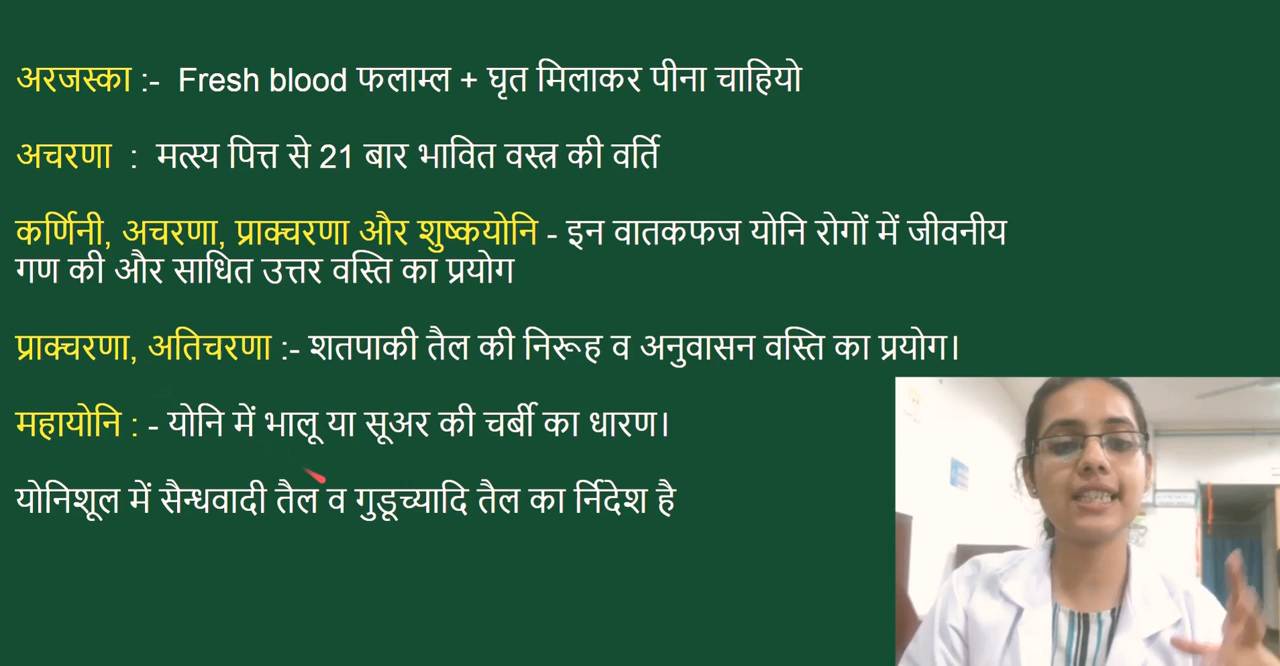 अरजस्का :- Fresh blood फलाम्ल + घृत मिलाकर पीना चाहियो
अचरणा : मत्स्य पित्त से 21 बार भावित वस्त्र की वर्ति
कर्णिनी, अचरणा, प्राक्चरणा और शुष्कयोनि - इन वातकफज योनि रोगों में जीवनीय
गण की और साधित उत्तर वस्ति का प्रयोग
प्राक्चरणा, अतिचरणा :- शतपाकी तैल की निरूह व अनुवासन वस्ति का प्रयोग।
महायोनि : - योनि में भालू या सूअर की चर्बी का धारण।
योनिशूल में सैन्धवादी तैल व गुडूच्यादि तैल का र्निदेश है